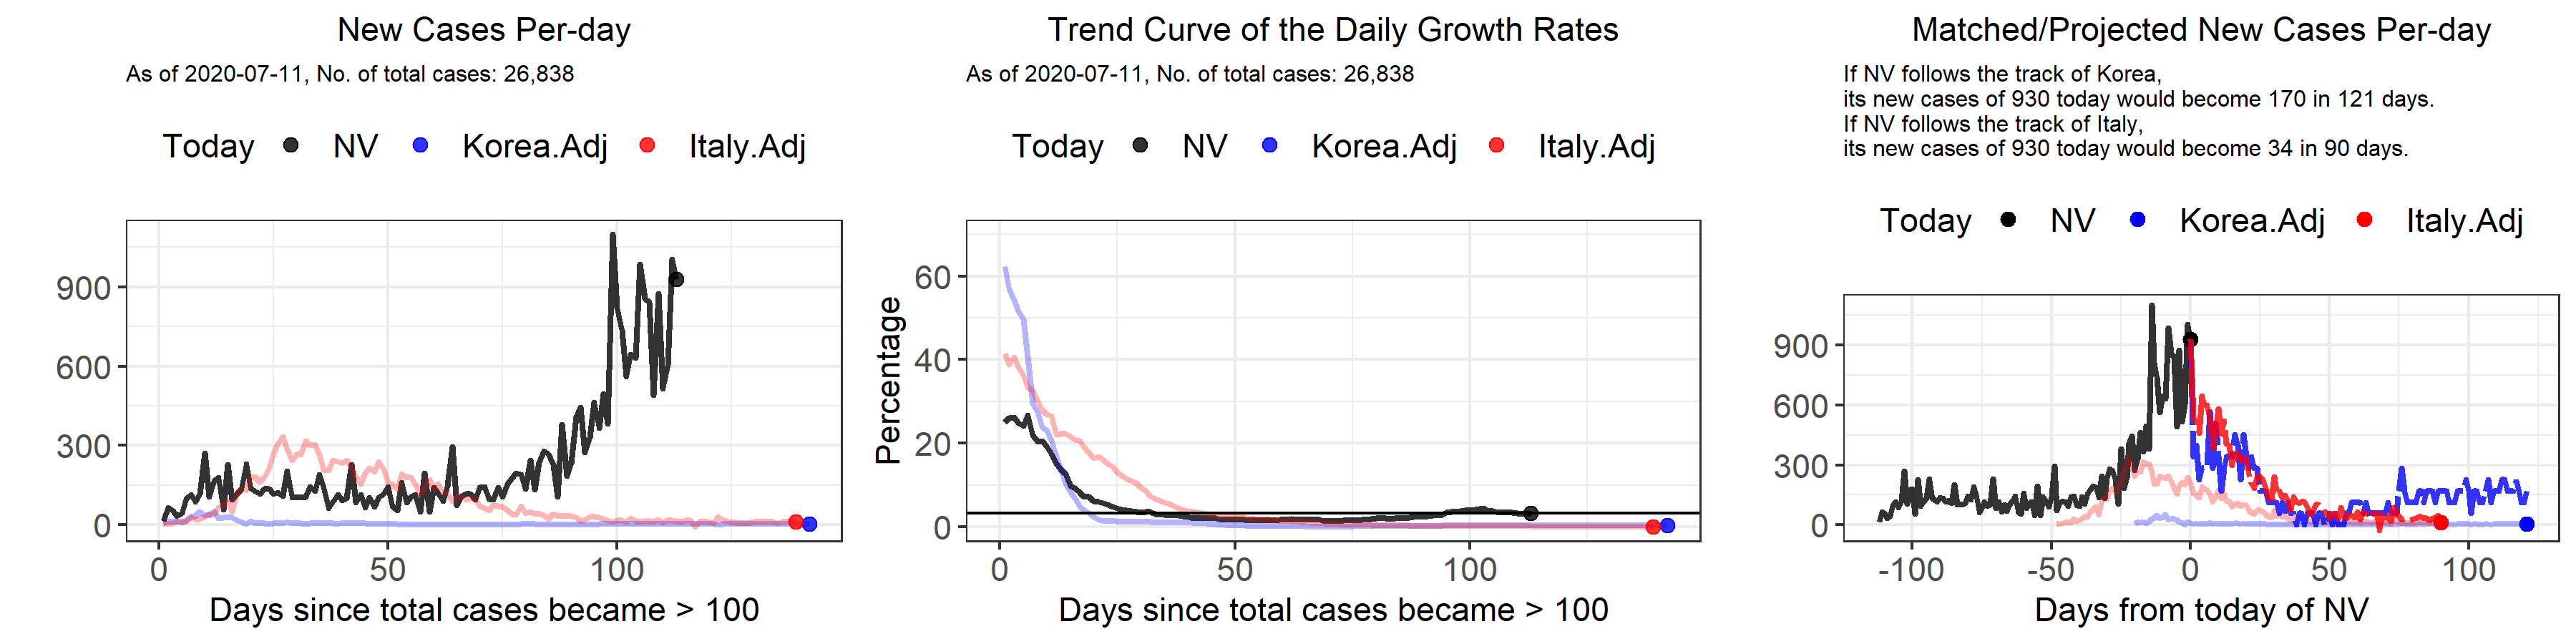 New Cases Per-day
As of 2020-07-11, No. of total cases: 26,838
Today NV Korea.Adj Italy.Adj
900
600
300
0
0 50 100
Days since total cases became > 100
Trend Curve of the Daily Growth Rates
As of 2020-07-11, No. of total cases: 26,838
Today NV Korea.Adj Italy.Adj
Percentage
60
40
20
0
0 50 100
Days since total cases became > 100
Matched/Projected New Cases Per-day
If NV follows the track of Korea,
its new cases of 930 today would become 170 in 121 days.
If NV follows the track of Italy,
its new cases of 930 today would become 34 in 90 days.
Today NV Korea.Adj Italy.Adj
900
600
300
0
-100 -50 0 50 100
Days from today of NV